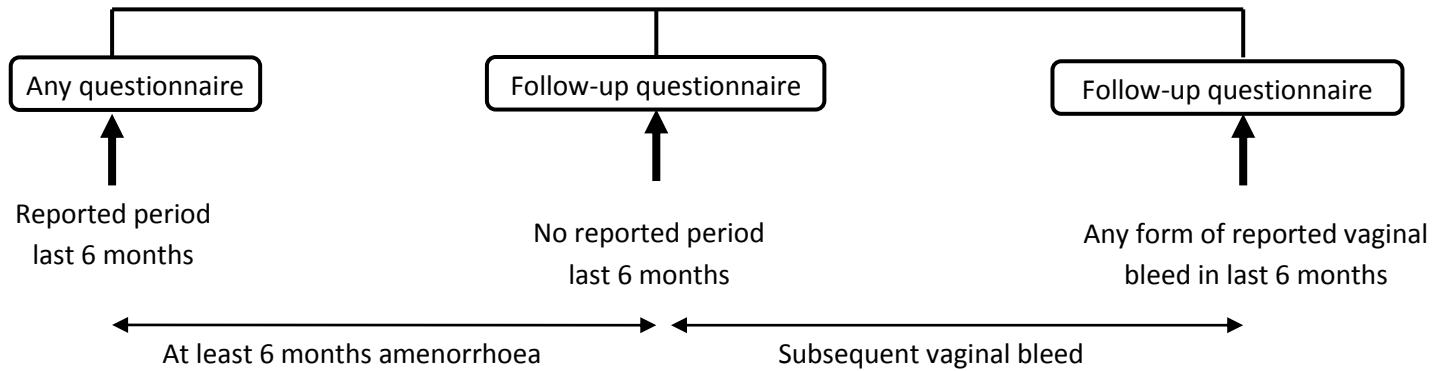 Any questionnaire
Follow-up questionnaire
Follow-up questionnaire
Reported period
last 6 months
No reported period
last 6 months
Any form of reported vaginal
bleed in last 6 months
At least 6 months amenorrhoea
Subsequent vaginal bleed